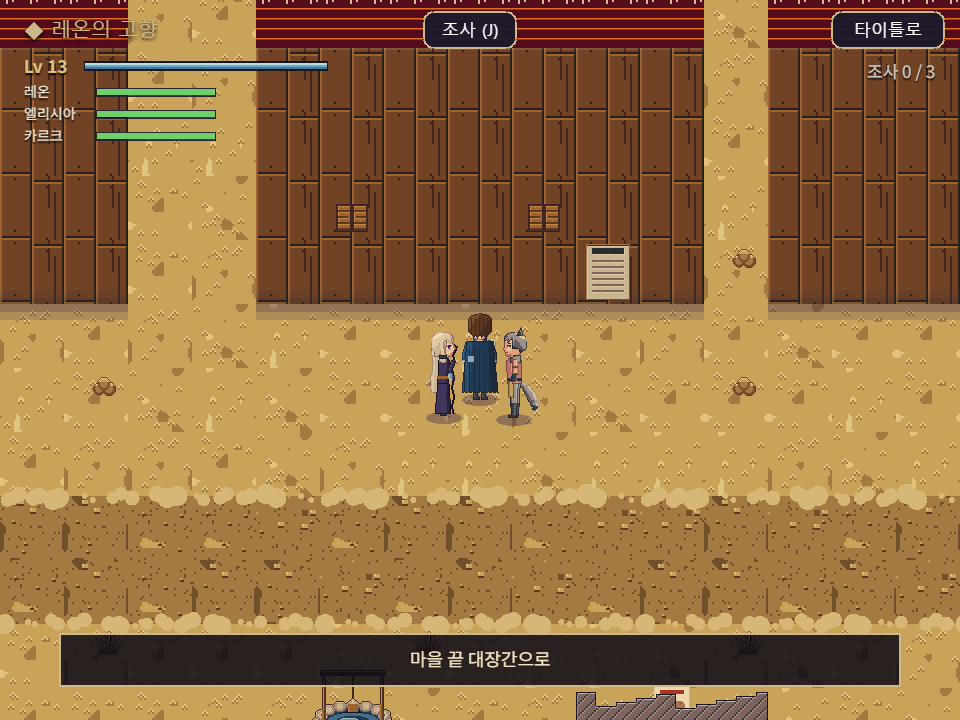 ◆ 레온의 고향
조사 (J)
타이틀로
Lv 13
조사 0 / 3
레온
엘리시아
카르크
마을 끝 대장간으로